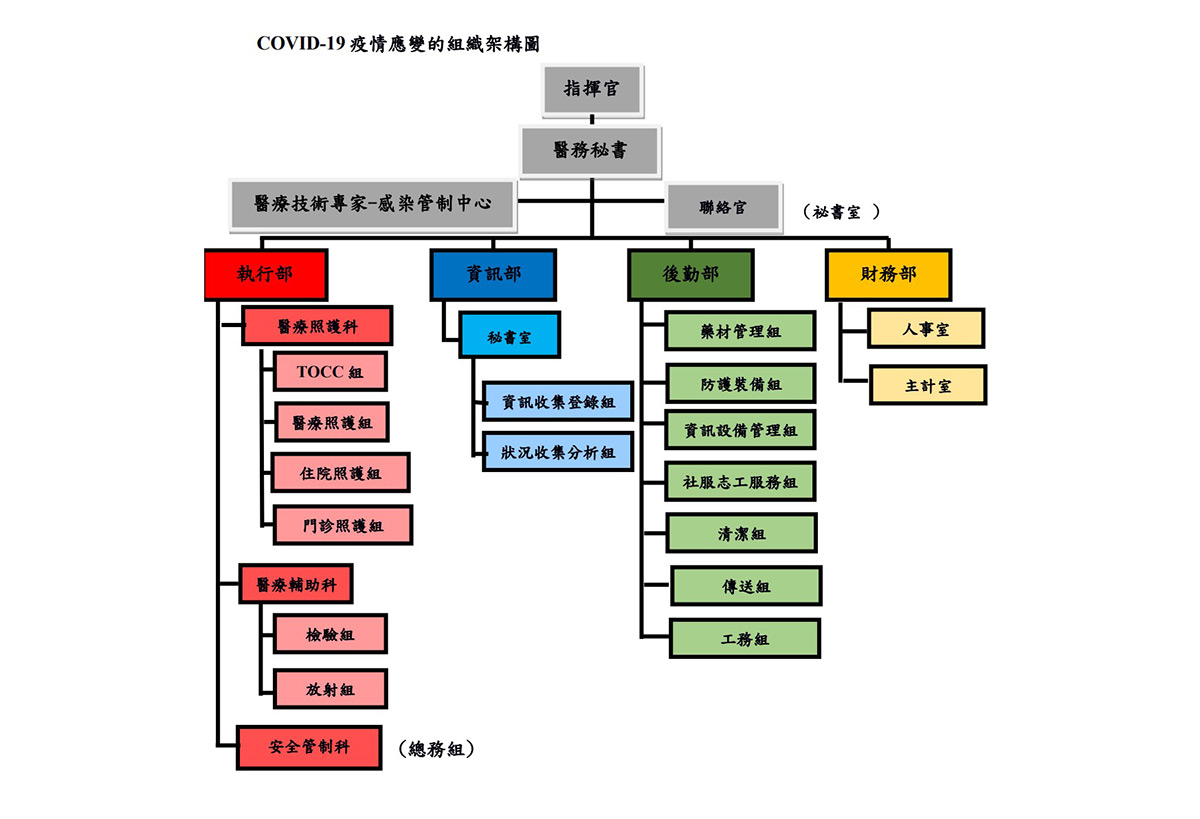 COVID-19 疫情應變的組織架構圖
指揮官
醫務秘書
醫療技術專家-感染管制中心
聯絡官
（祕書室 ）
執行部
資訊部
後勤部
財務部
醫療照護科
TOCC 組
醫療照護組
住院照護組
門診照護組
醫療輔助科
檢驗組
放射組
安全管制科
（總務組）
秘書室
資訊收集登錄組
狀況收集分析組
藥材管理組
防護裝備組
資訊設備管理組
社服志工服務組
清潔組
傳送組
工務組
人事室
主計室